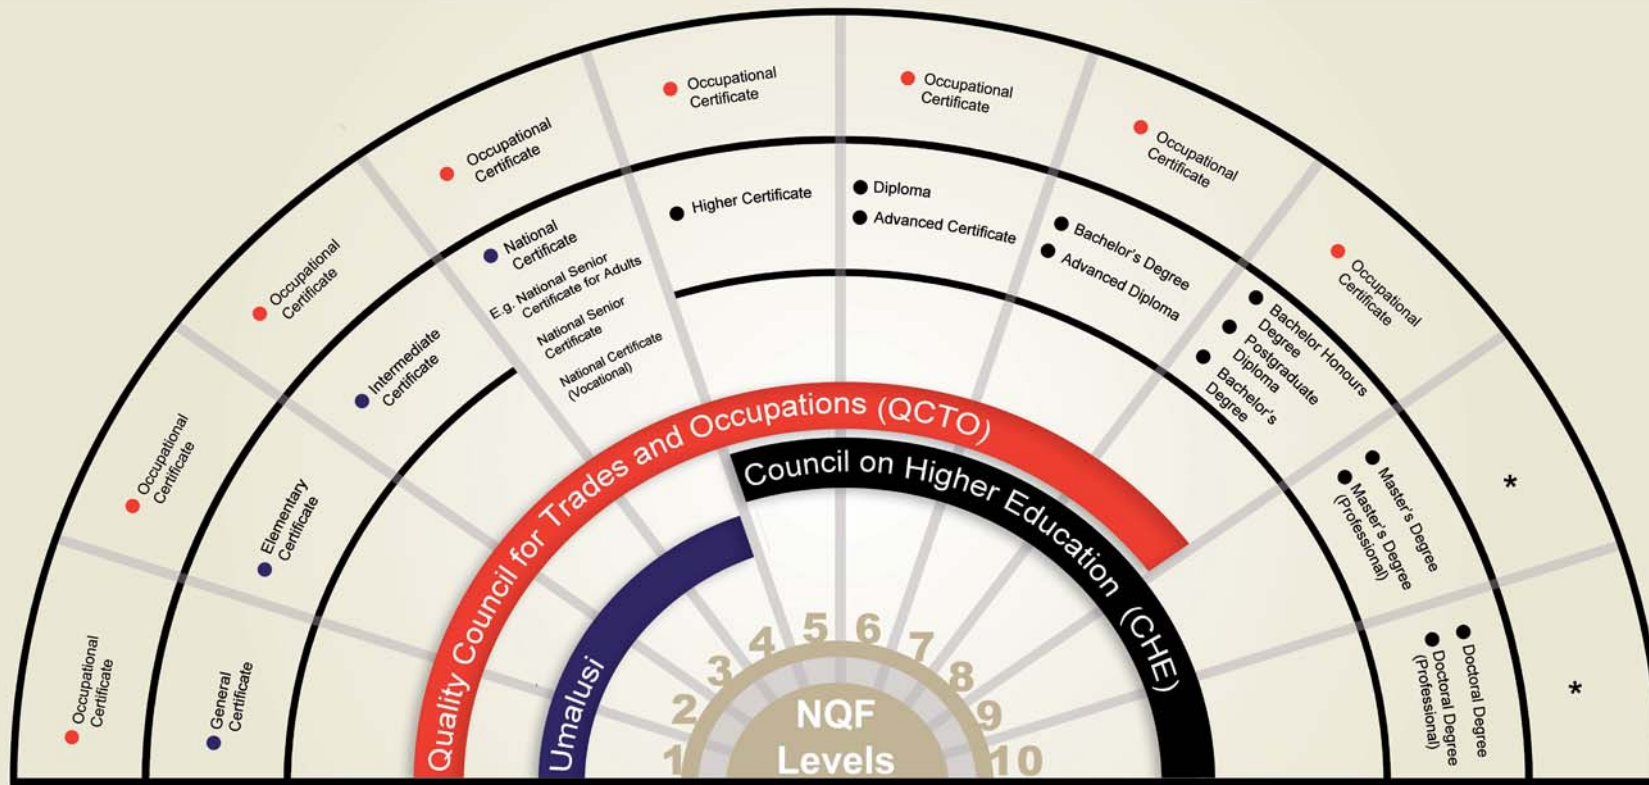 Occupational
Certificate
Occupational
Certificate
Occupational
Certificate
Occupational
Certificate
Occupational
Certificate
Occupational
Certificate
Occupational
Certificate
Occupational
Certificate
*
*
General
Certificate
Elementary
Certificate
Intermediate
Certificate
National
Certificate
E.g. National Senior
Certificate for Adults
National Senior
Certificate
National Certificate
(Vocational)
Higher Certificate
Diploma
Advanced Certificate
Bachelor's Degree
Advanced Diploma
Bachelor Honours
Degree
Postgraduate
Diploma
Bachelor's
Degree
Master's Degree
Master's Degree
(Professional)
Doctoral Degree
Doctoral Degree
(Professional)
Quality Council for Trades and Occupations (QCTO)
Council on Higher Education (CHE)
Umalusi
1
2
3
4
5
6
7
8
9
10
NQF
Levels